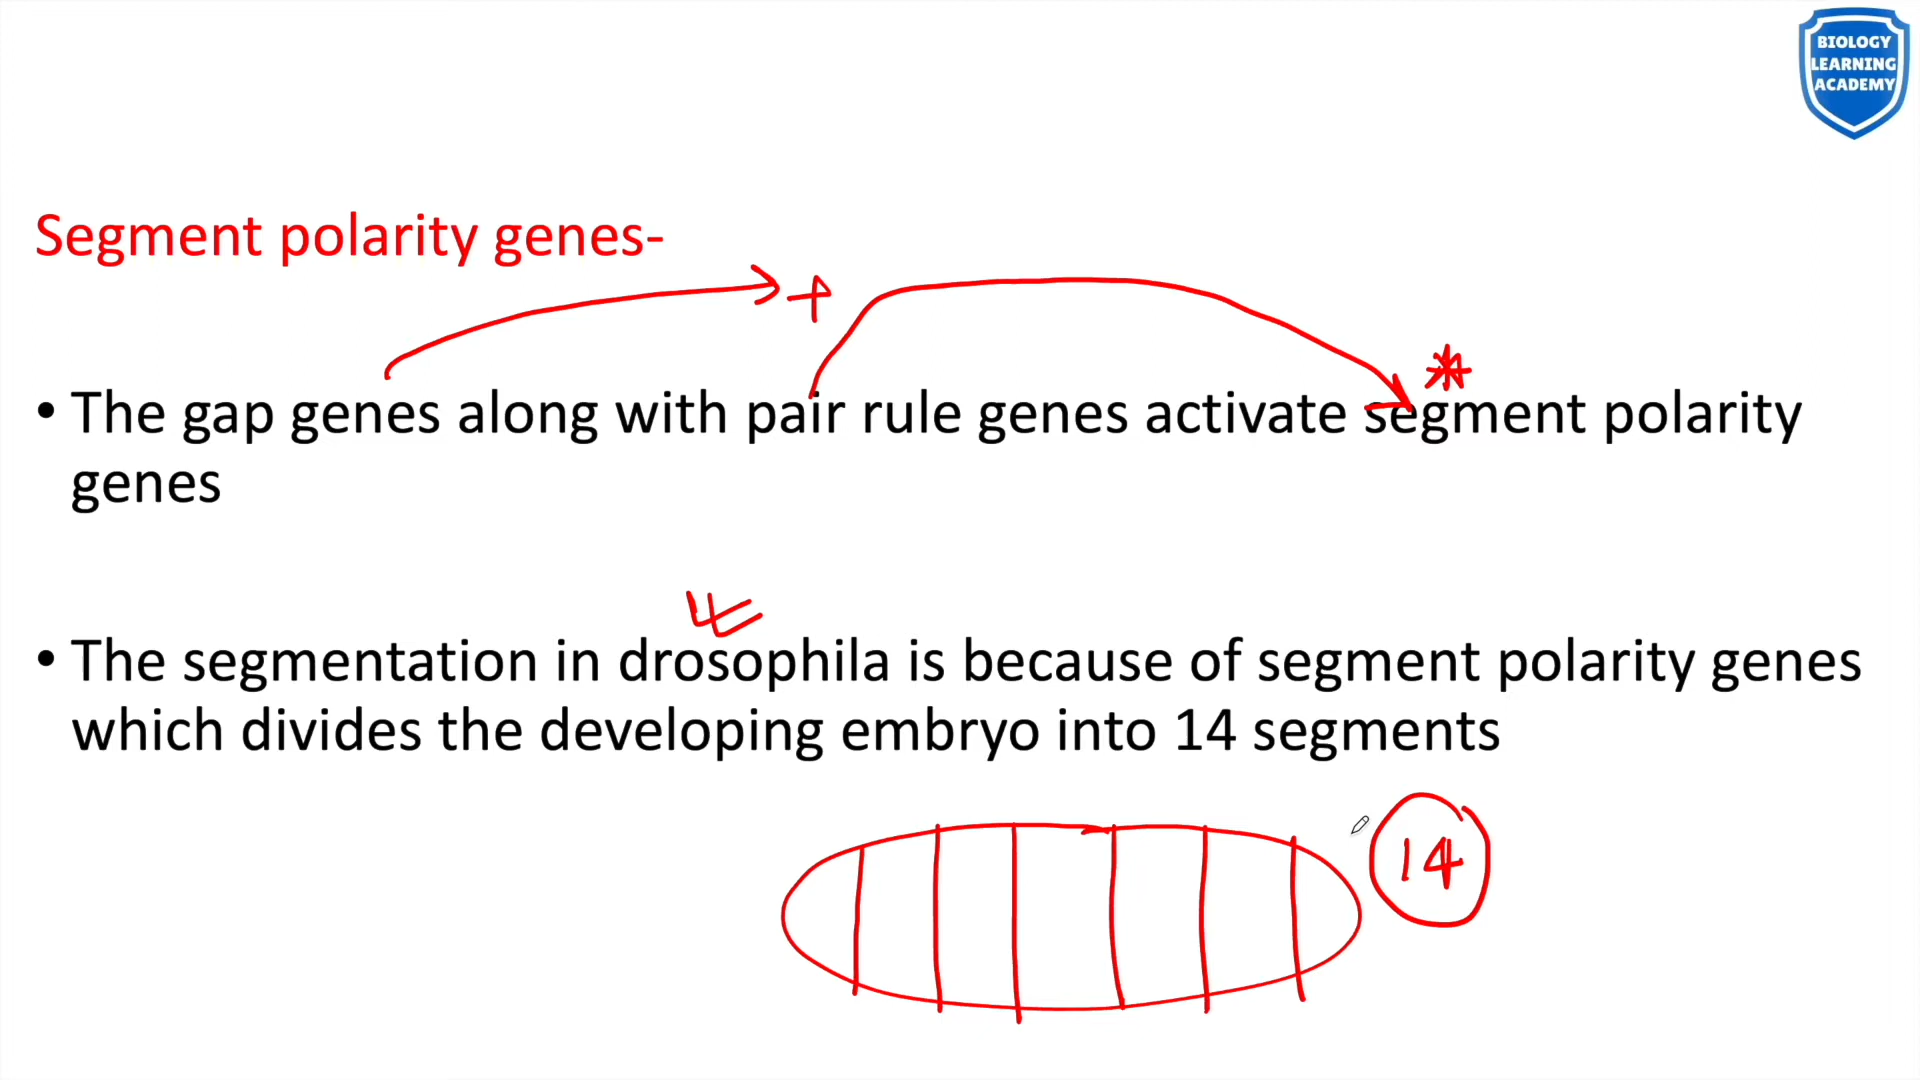 BIOLOGY
LEARNING
ACADEMY
Segment polarity genes-
+
*
• The gap genes along with pair rule genes activate segment polarity
genes
• The segmentation in drosophila is because of segment polarity genes
which divides the developing embryo into 14 segments
14